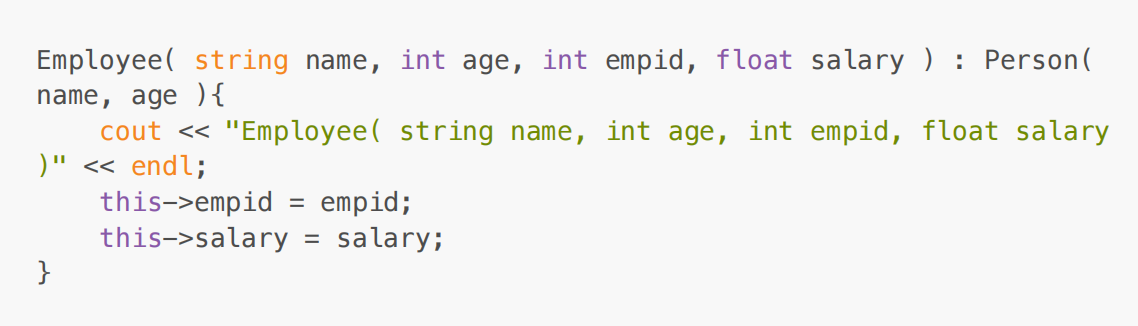 Employee( string name, int age, int empid, float salary ) : Person(
name, age ){
    cout << "Employee( string name, int age, int empid, float salary
)" << endl;
    this->empid = empid;
    this->salary = salary;
}